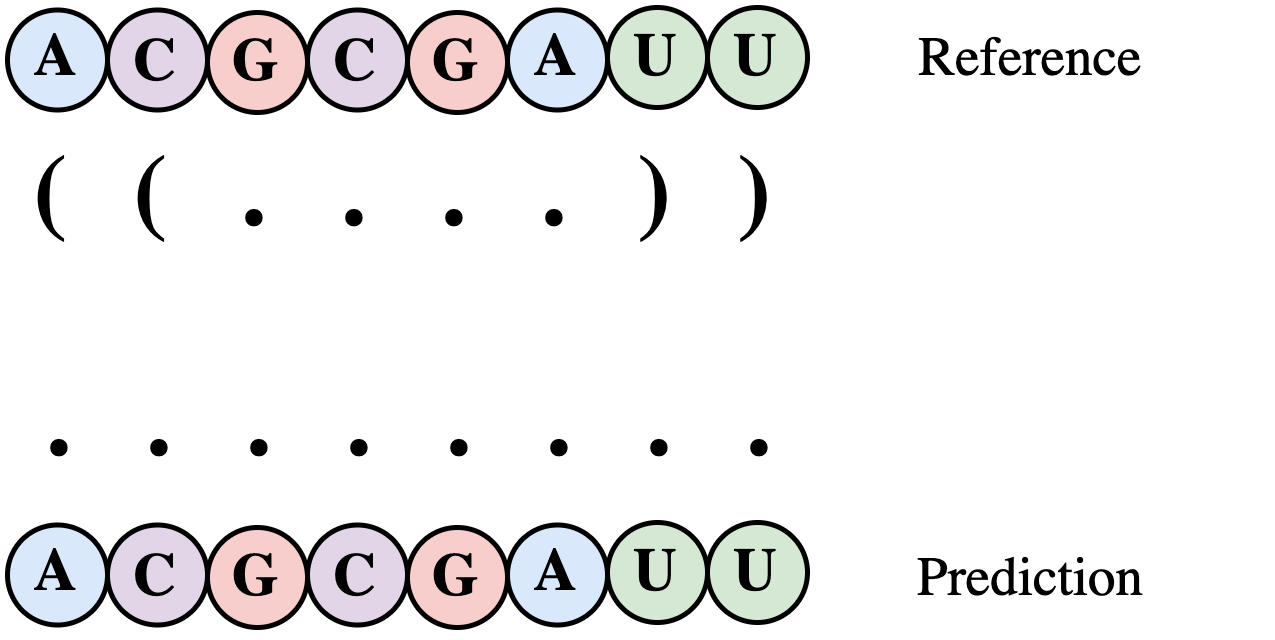 A C G C G A U U Reference
( ( . . . . ) )
. . . . . . . .
A C G C G A U U Prediction